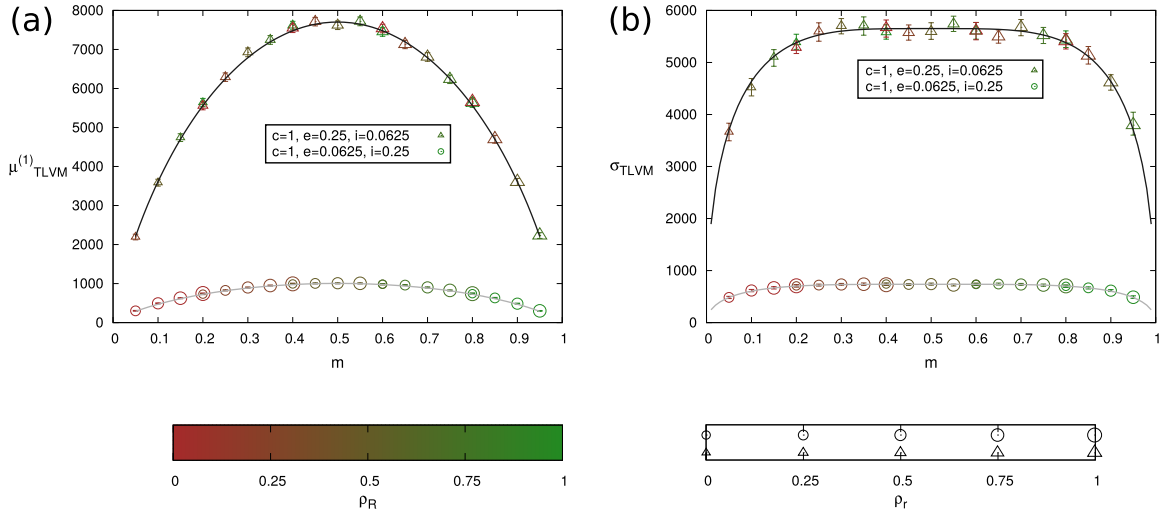 (a)
8000
7000
6000
5000
4000
3000
2000
1000
0
μ(1)TLVM
c=1, e=0.25, i=0.0625
c=1, e=0.0625, i=0.25
0 0.1 0.2 0.3 0.4 0.5 0.6 0.7 0.8 0.9 1
m
(b)
6000
5000
4000
3000
2000
1000
0
σTLVM
c=1, e=0.25, i=0.0625
c=1, e=0.0625, i=0.25
0 0.1 0.2 0.3 0.4 0.5 0.6 0.7 0.8 0.9 1
m
0 0.25 0.5 0.75 1
ρR
0 0.25 0.5 0.75 1
ρr